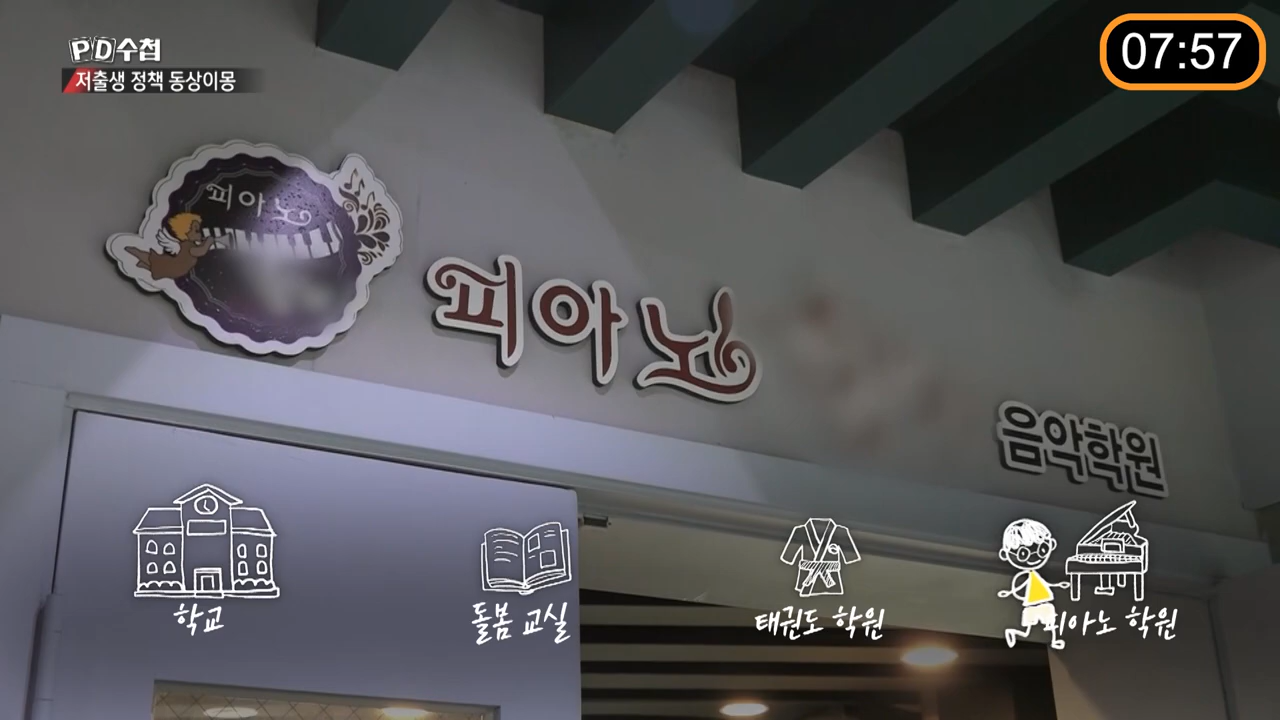 PD수첩
저출생 정책 동상이몽
07:57
피아노
피아노
음악학원
학교
돌봄 교실
태권도 학원
피아노 학원